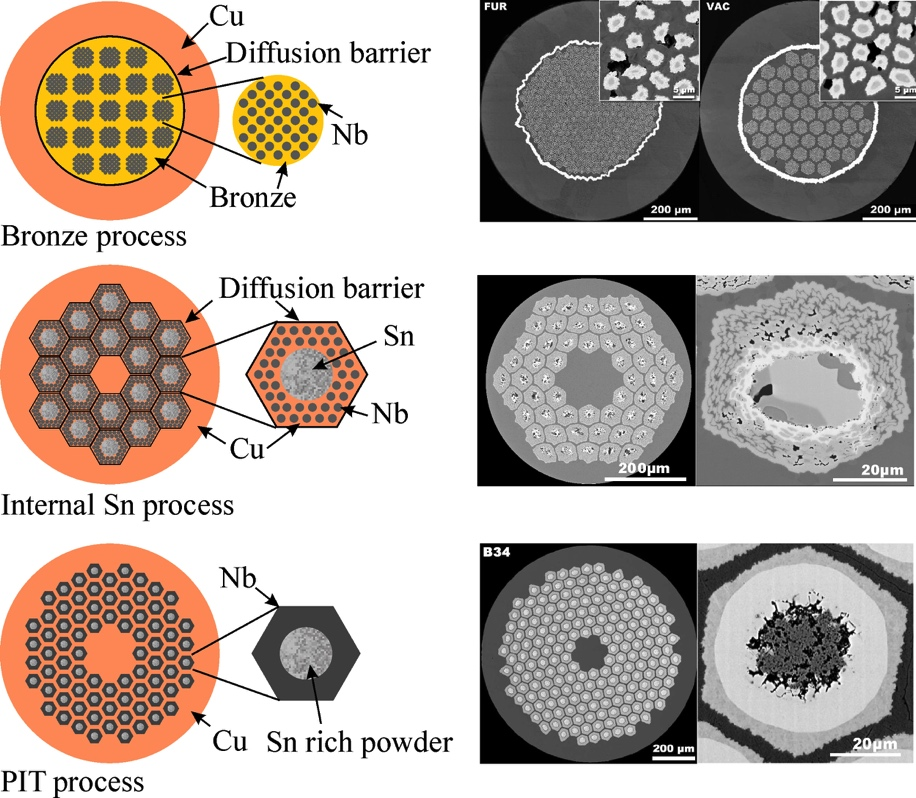 Cu
Diffusion barrier
Nb
Bronze
Bronze process
FUR
5 µm
200 µm
VAC
5 µm
200 µm
Diffusion barrier
Sn
Nb
Cu
Internal Sn process
200µm
20µm
Nb
Cu
Sn rich powder
PIT process
B34
200 µm
20µm